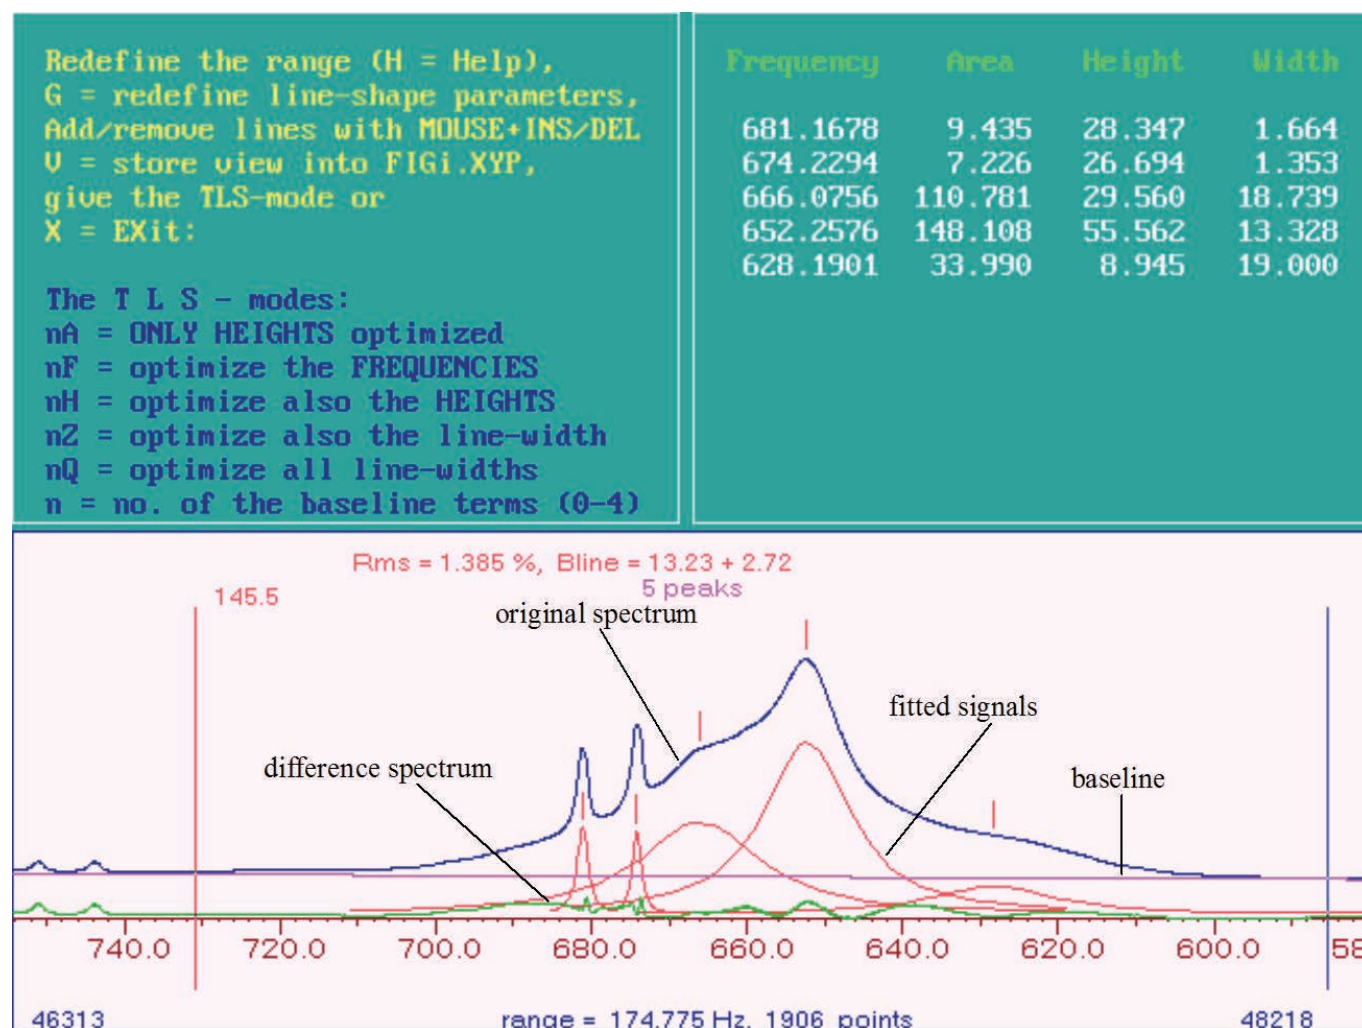 Redefine the range (H = Help),
G = redefine line-shape parameters,
Add/remove lines with MOUSE+INS/DEL
V = store view into FIGi.XYP,
give the TLS-mode or
X = EXit:
The T L S - modes:
nA = ONLY HEIGHTS optimized
nF = optimize the FREQUENCIES
nH = optimize also the HEIGHTS
nZ = optimize also the line-width
nQ = optimize all line-widths
n = no. of the baseline terms (0-4)
Frequency Area Height Width
681.1678 9.435 28.347 1.664
674.2294 7.226 26.694 1.353
666.0756 110.781 29.560 18.739
652.2576 148.108 55.562 13.328
628.1901 33.990 8.945 19.000
Rms = 1.385 %, Bline = 13.23 + 2.72
5 peaks
145.5
original spectrum
fitted signals
difference spectrum
baseline
740.0 720.0 700.0 680.0 660.0 640.0 620.0 600.0 58
46313 range = 174.775 Hz, 1906 points 48218